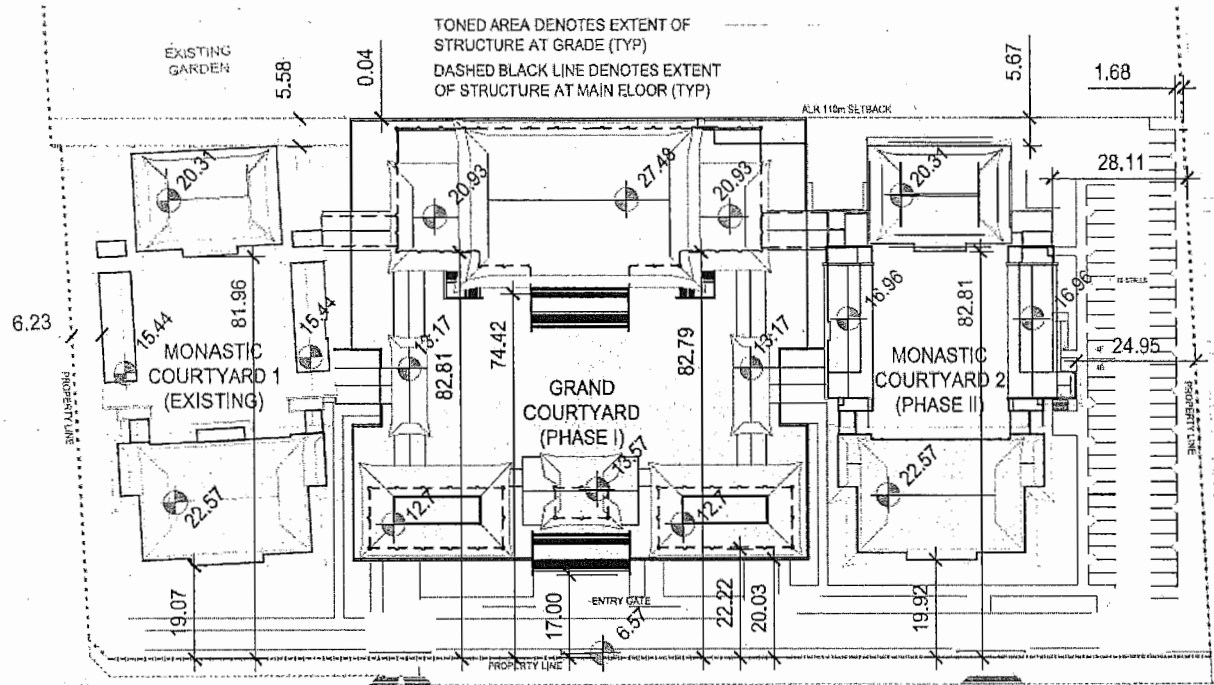 TONED AREA DENOTES EXTENT OF
STRUCTURE AT GRADE (TYP)
DASHED BLACK LINE DENOTES EXTENT
OF STRUCTURE AT MAIN FLOOR (TYP)
EXISTING
GARDEN
5.58
0.04
5.67
1.68
ALR 110m SETBACK
28.11
20.31
20.93
27.48
20.93
20.31
6.23
15.44
81.96
15.44
13.17
82.81
74.42
82.79
13.17
16.96
82.81
16.96
24.95
MONASTIC
COURTYARD 1
(EXISTING)
GRAND
COURTYARD
(PHASE I)
MONASTIC
COURTYARD 2
(PHASE II)
PROPERTY LINE
PROPERTY LINE
22.57
12.7
13.57
12.7
22.57
19.07
17.00
ENTRY GATE
6.57
22.22
20.03
19.92
PROPERTY LINE